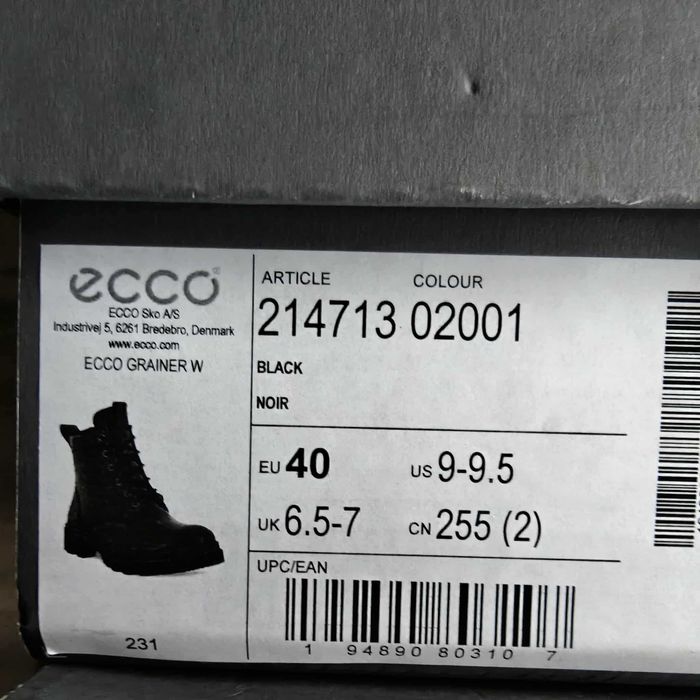 ecco
ECCO Sko A/S
Industrivej 5, 6261 Bredebro, Denmark
www.ecco.com
ECCO GRAINER W
231
ARTICLE COLOUR
214713 02001
BLACK
NOIR
EU 40 US 9-9.5
UK 6.5-7 CN 255 (2)
UPC/EAN
1 94890 80310 7